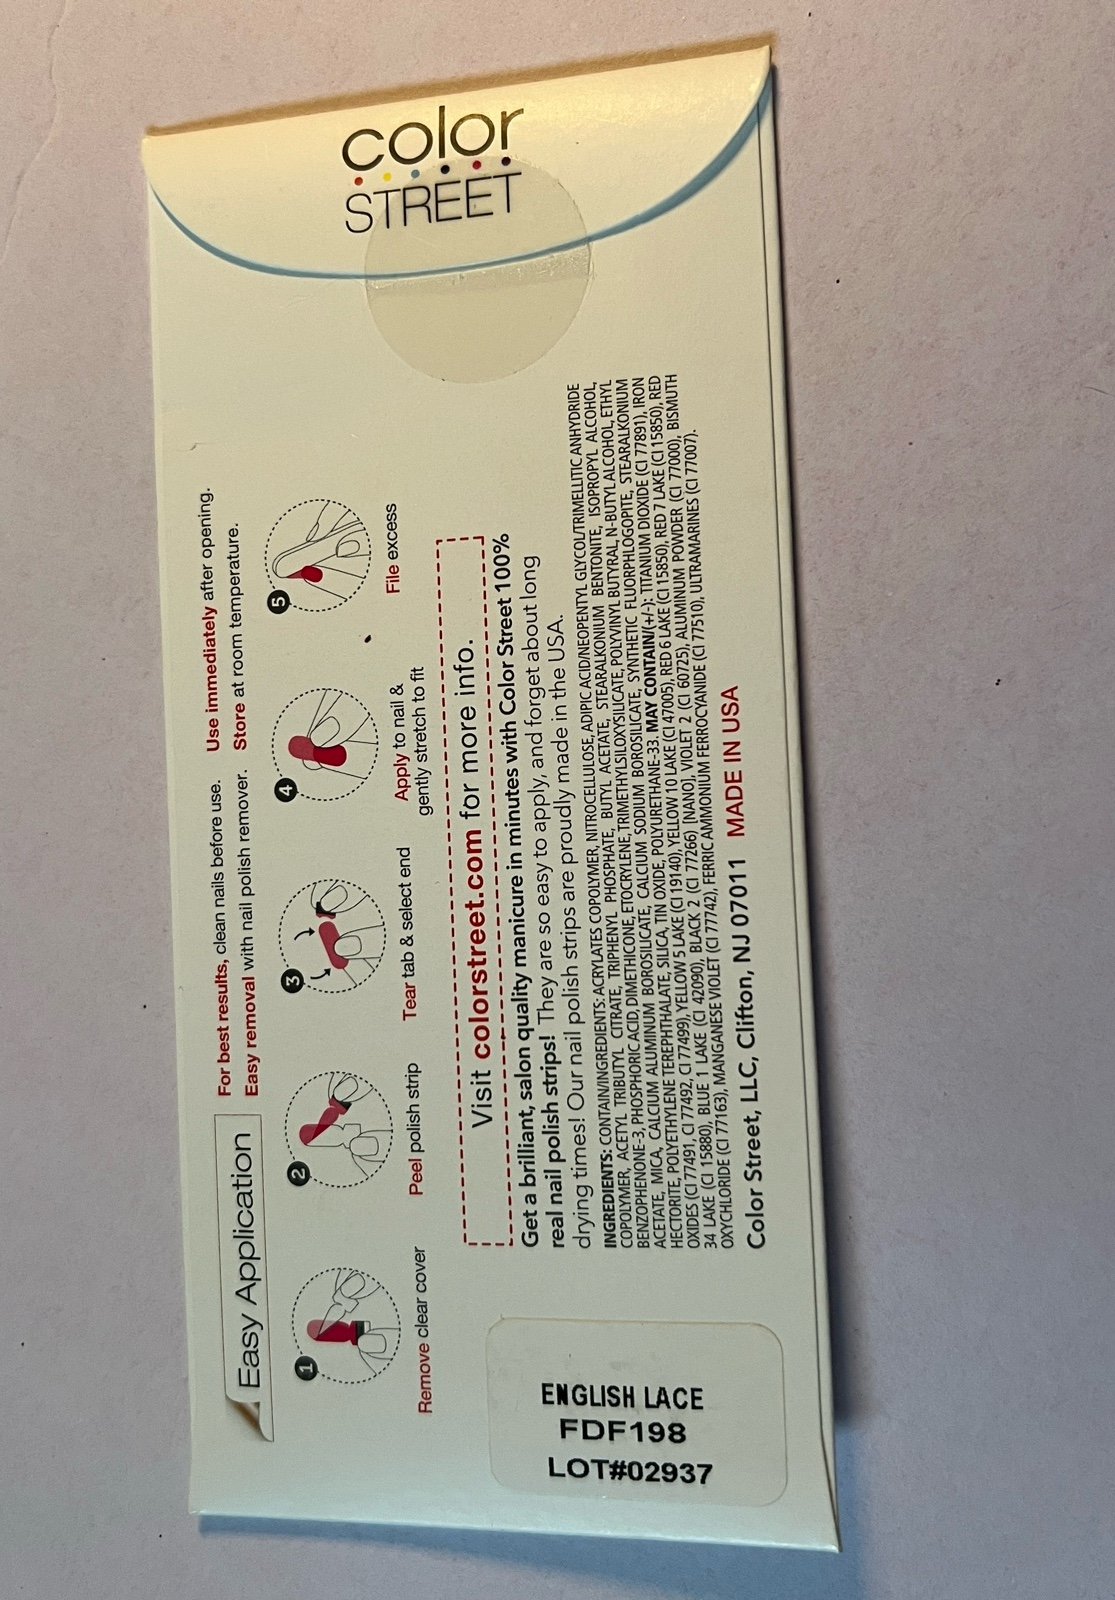 color
STREET
Easy Application
For best results, clean nails before use.
Easy removal with nail polish remover.
Use immediately after opening.
Store at room temperature.
1
Remove clear cover
2
Peel polish strip
3
Tear tab & select end
4
Apply to nail &
gently stretch to fit
5
File excess
Visit colorstreet.com for more info.
Get a brilliant, salon quality manicure in minutes with Color Street 100%
real nail polish strips! They are so easy to apply, and forget about long
drying times! Our nail polish strips are proudly made in the USA.
INGREDIENTS: CONTAIN/INGREDIENTS: ACRYLATES COPOLYMER, NITROCELLULOSE, ADIPIC ACID/NEOPENTYL GLYCOL/TRIMELLITIC ANHYDRIDE
COPOLYMER, ACETYL TRIBUTYL CITRATE, TRIPHENYL PHOSPHATE, BUTYL ACETATE, STEARALKONIUM BENTONITE, ISOPROPYL ALCOHOL,
BENZOPHENONE-3, PHOSPHORIC ACID, DIMETHICONE, ETOCRYLENE, TRIMETHYLSILOXYSILICATE, POLYVINYL BUTYRAL, N-BUTYL ALCOHOL, ETHYL
ACETATE, MICA, CALCIUM ALUMINUM BOROSILICATE, CALCIUM SODIUM BOROSILICATE, SYNTHETIC FLUORPHLOGOPITE, STEARALKONIUM
HECTORITE, POLYETHYLENE TEREPHTHALATE, SILICA, TIN OXIDE, POLYURETHANE-33. MAY CONTAIN/(+/-): TITANIUM DIOXIDE (CI 77891), IRON
OXIDES (CI 77491, CI 77492, CI 77499), YELLOW 5 LAKE (CI 19140), YELLOW 10 LAKE (CI 47005), RED 6 LAKE (CI 15850), RED 7 LAKE (CI 15850), RED
34 LAKE (CI 15880), BLUE 1 LAKE (CI 42090), BLACK 2 (CI 77266) [NANO], VIOLET 2 (CI 60725), ALUMINUM POWDER (CI 77000), BISMUTH
OXYCHLORIDE (CI 77163), MANGANESE VIOLET (CI 77742), FERRIC AMMONIUM FERROCYANIDE (CI 77510), ULTRAMARINES (CI 77007).
Color Street, LLC, Clifton, NJ 07011 MADE IN USA
ENGLISH LACE
FDF198
LOT#02937